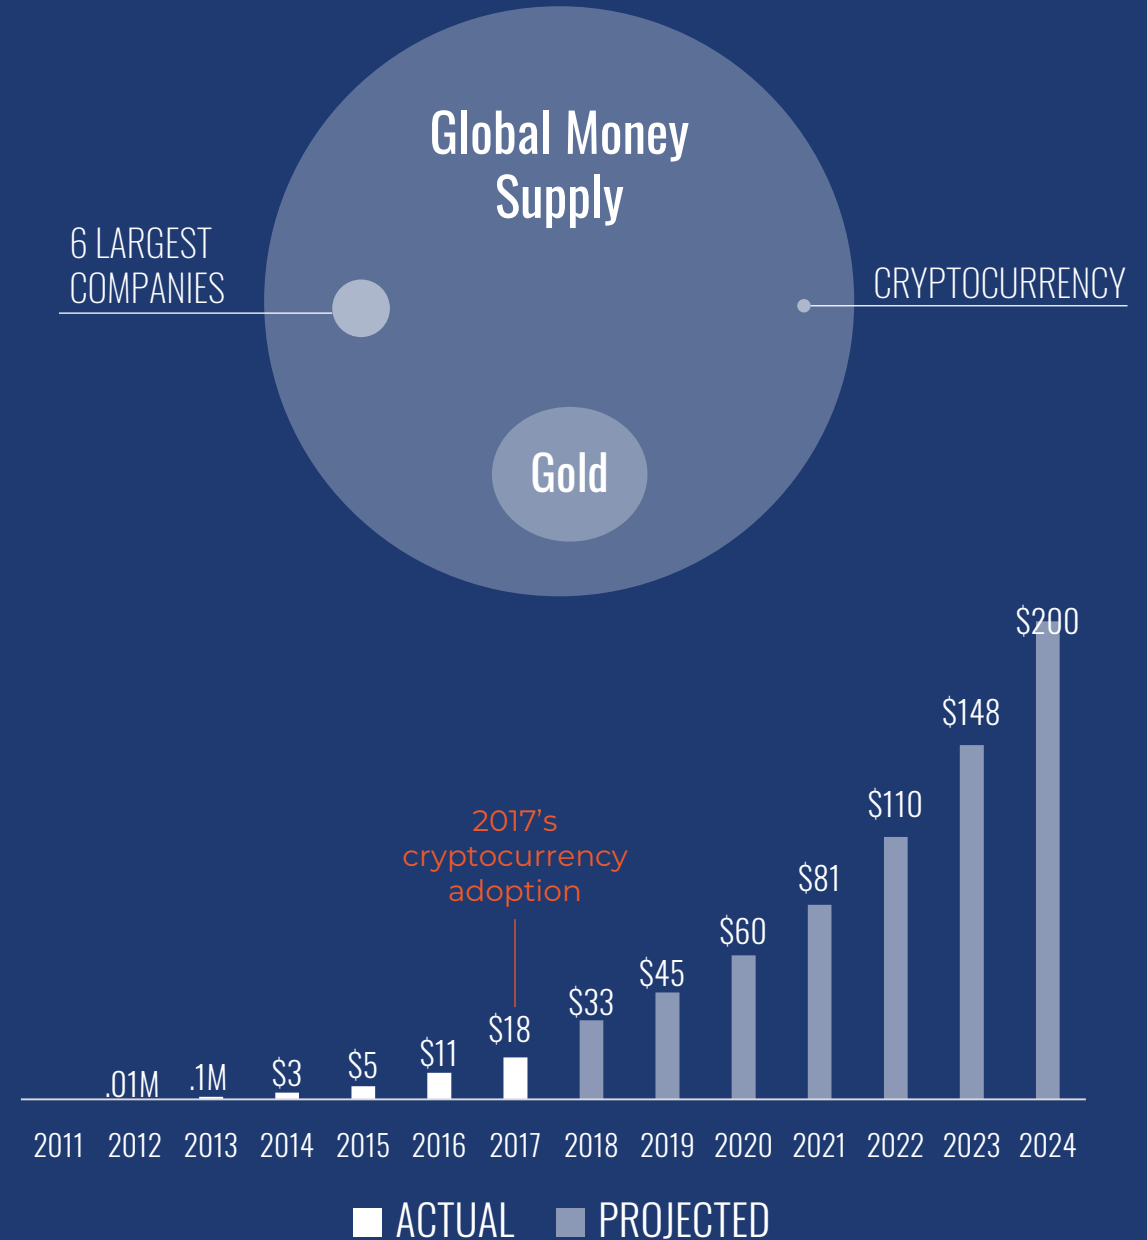 Global Money
Supply
6 LARGEST
COMPANIES
CRYPTOCURRENCY
Gold
$200
$148
$110
2017’s
cryptocurrency
adoption
$81
$60
$45
$33
$18
$11
$5
$3
.1M
.01M
2011 2012 2013 2014 2015 2016 2017 2018 2019 2020 2021 2022 2023 2024
ACTUAL PROJECTED